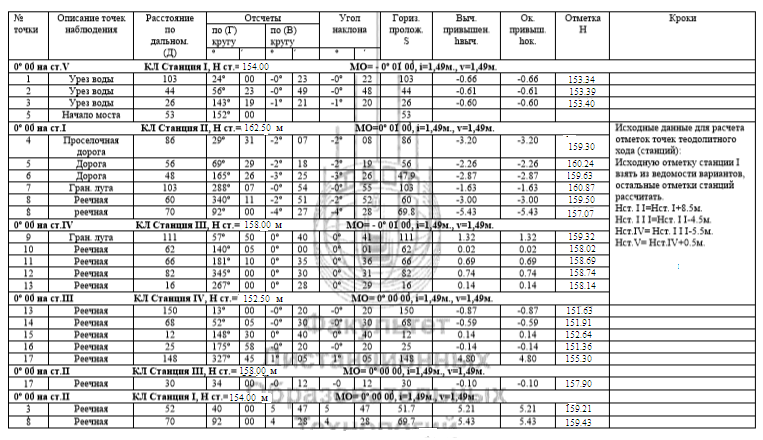 № точки | Описание точек наблюдения | Расстояние по дальном. (Д) | Отсчеты | Угол наклона | Гориз. пролож. S | Выч. привышен. hвыч. | Ок. привыш. hок. | Отметка H | Кроки
по (Г) кругу | по (В) кругу
° ′ ° ′ ° ′
0° 00 на ст.V КЛ Станция I, Н ст.= 154.00 МО= - 0° 01 00, i=1,49м., v=1,49м.
1 Урез воды 103 24° 00 -0° 23 -0° 22 103 -0.66 -0.66 153.34
2 Урез воды 44 56° 23 -0° 49 -0° 48 44 -0.61 -0.61 153.39
3 Урез воды 26 143° 19 -1° 21 -1° 20 26 -0.60 -0.60 153.40
5 Начало моста 53 152° 00 53
0° 00 на ст.I КЛ Станция II, Н ст.= 162.50 м МО=0° 01 00, i=1,49м., v=1,49м.
4 Проселочная дорога 86 29° 31 -2° 07 -2° 08 86 -3.20 -3.20 159.30
5 Дорога 56 69° 29 -2° 18 -2° 19 56 -2.26 -2.26 160.24
6 Дорога 48 165° 26 -3° 25 -3° 26 47.9 -2.87 -2.87 159.63
7 Гран. луга 103 288° 07 -0° 54 -0° 55 103 -1.63 -1.63 160.87
8 Реечная 60 340° 11 -2° 51 -2° 52 60 -3.00 -3.00 159.50
8 реечная 70 92° 00 -4° 27 -4° 28 69.8 -5.43 -5.43 157.07
Исходные данные для расчета
отметок точек теодолитного
хода (станций):
Исходную отметку станции I
взять из ведомости вариантов,
остальные отметки станций
рассчитать.
Нст. I I=Нст. I+8.5м.
Нст. I I I=Нст. I I-4.5м.
Нст.IV= Нст. I I I-5.5м.
Нст.V= Нст.IV+0.5м.
0° 00 на ст.IV КЛ Станция III, Н ст.= 158.00 м МО= - 0° 01 00, i=1,49м., v=1,49м.
9 Гран. луга 111 57° 50 0° 40 0° 41 111 1.32 1.32 159.32
10 Реечная 62 140° 05 0° 00 0° 01 62 0.02 0.02 158.02
11 Реечная 66 181° 10 0° 35 0° 36 66 0.69 0.69 158.69
12 Реечная 82 345° 00 0° 30 0° 31 82 0.74 0.74 158.74
13 Реечная 16 267° 00 0° 28 0° 29 16 0.14 0.14 158.14
0° 00 на ст.III КЛ Станция IV, Н ст.= 152.50 м МО= 0° 00 00, i=1,49м., v=1,49м.
13 Реечная 150 13° 00 -0° 20 -0° 20 150 -0.87 -0.87 151.63
14 Реечная 68 52° 05 -0° 30 -0° 30 68 -0.59 -0.59 151.91
15 Реечная 12 148° 30 0° 40 0° 40 12 0.14 0.14 152.64
16 Реечная 25 175° 58 -0° 20 -0° 20 25 -0.14 -0.14 151.36
17 Реечная 148 327° 45 1° 05 1° 05 148 4.80 4.80 155.30
0° 00 на ст.II КЛ Станция III, Н ст.= 158.00 м МО= 0° 00 00, i=1,49м., v=1,49м.
17 Реечная 30 34 00 -0 12 -0 12 30 -0.10 -0.10 157.90
0° 00 на ст.II КЛ Станция I, Н ст.=154.00 м МО= 0° 00 00, i=1,49м., v=1,49м.
3 Реечная 52 40 00 5 47 5 47 51.7 5.21 5.21 159.21
8 Реечная 70 92 00 4 28 4 28 69.7 5.43 5.43 159.43
Факультет
Дистанционных
Образовательных
Технологий